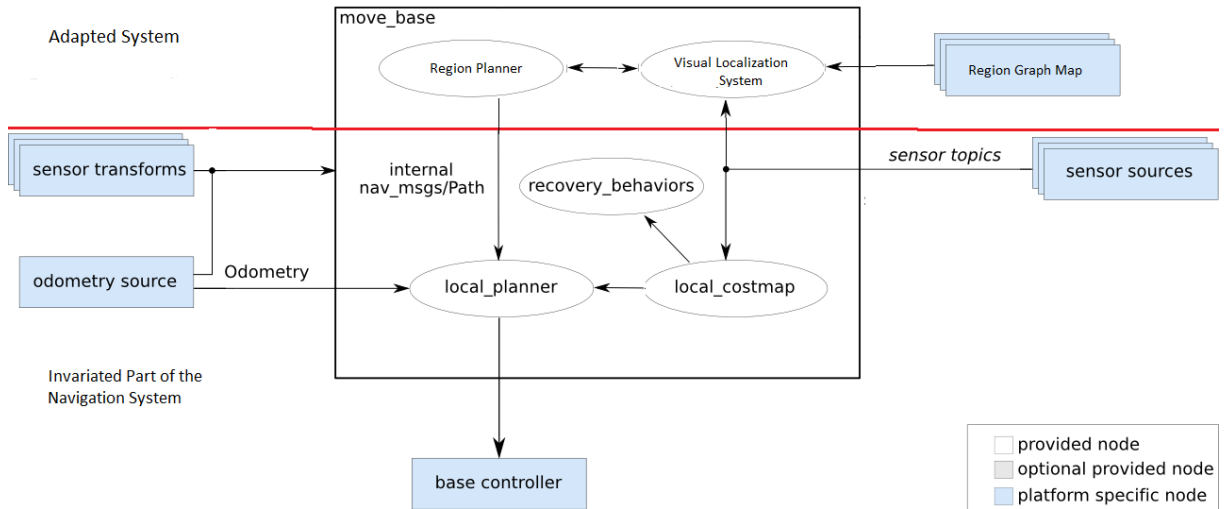 move_base
Adapted System
Region Planner
Visual Localization
System
Region Graph Map
sensor transforms
internal
nav_msgs/Path
recovery_behaviors
sensor topics
sensor sources
odometry source
Odometry
local_planner
local_costmap
Invariated Part of the
Navigation System
base controller
provided node
optional provided node
platform specific node